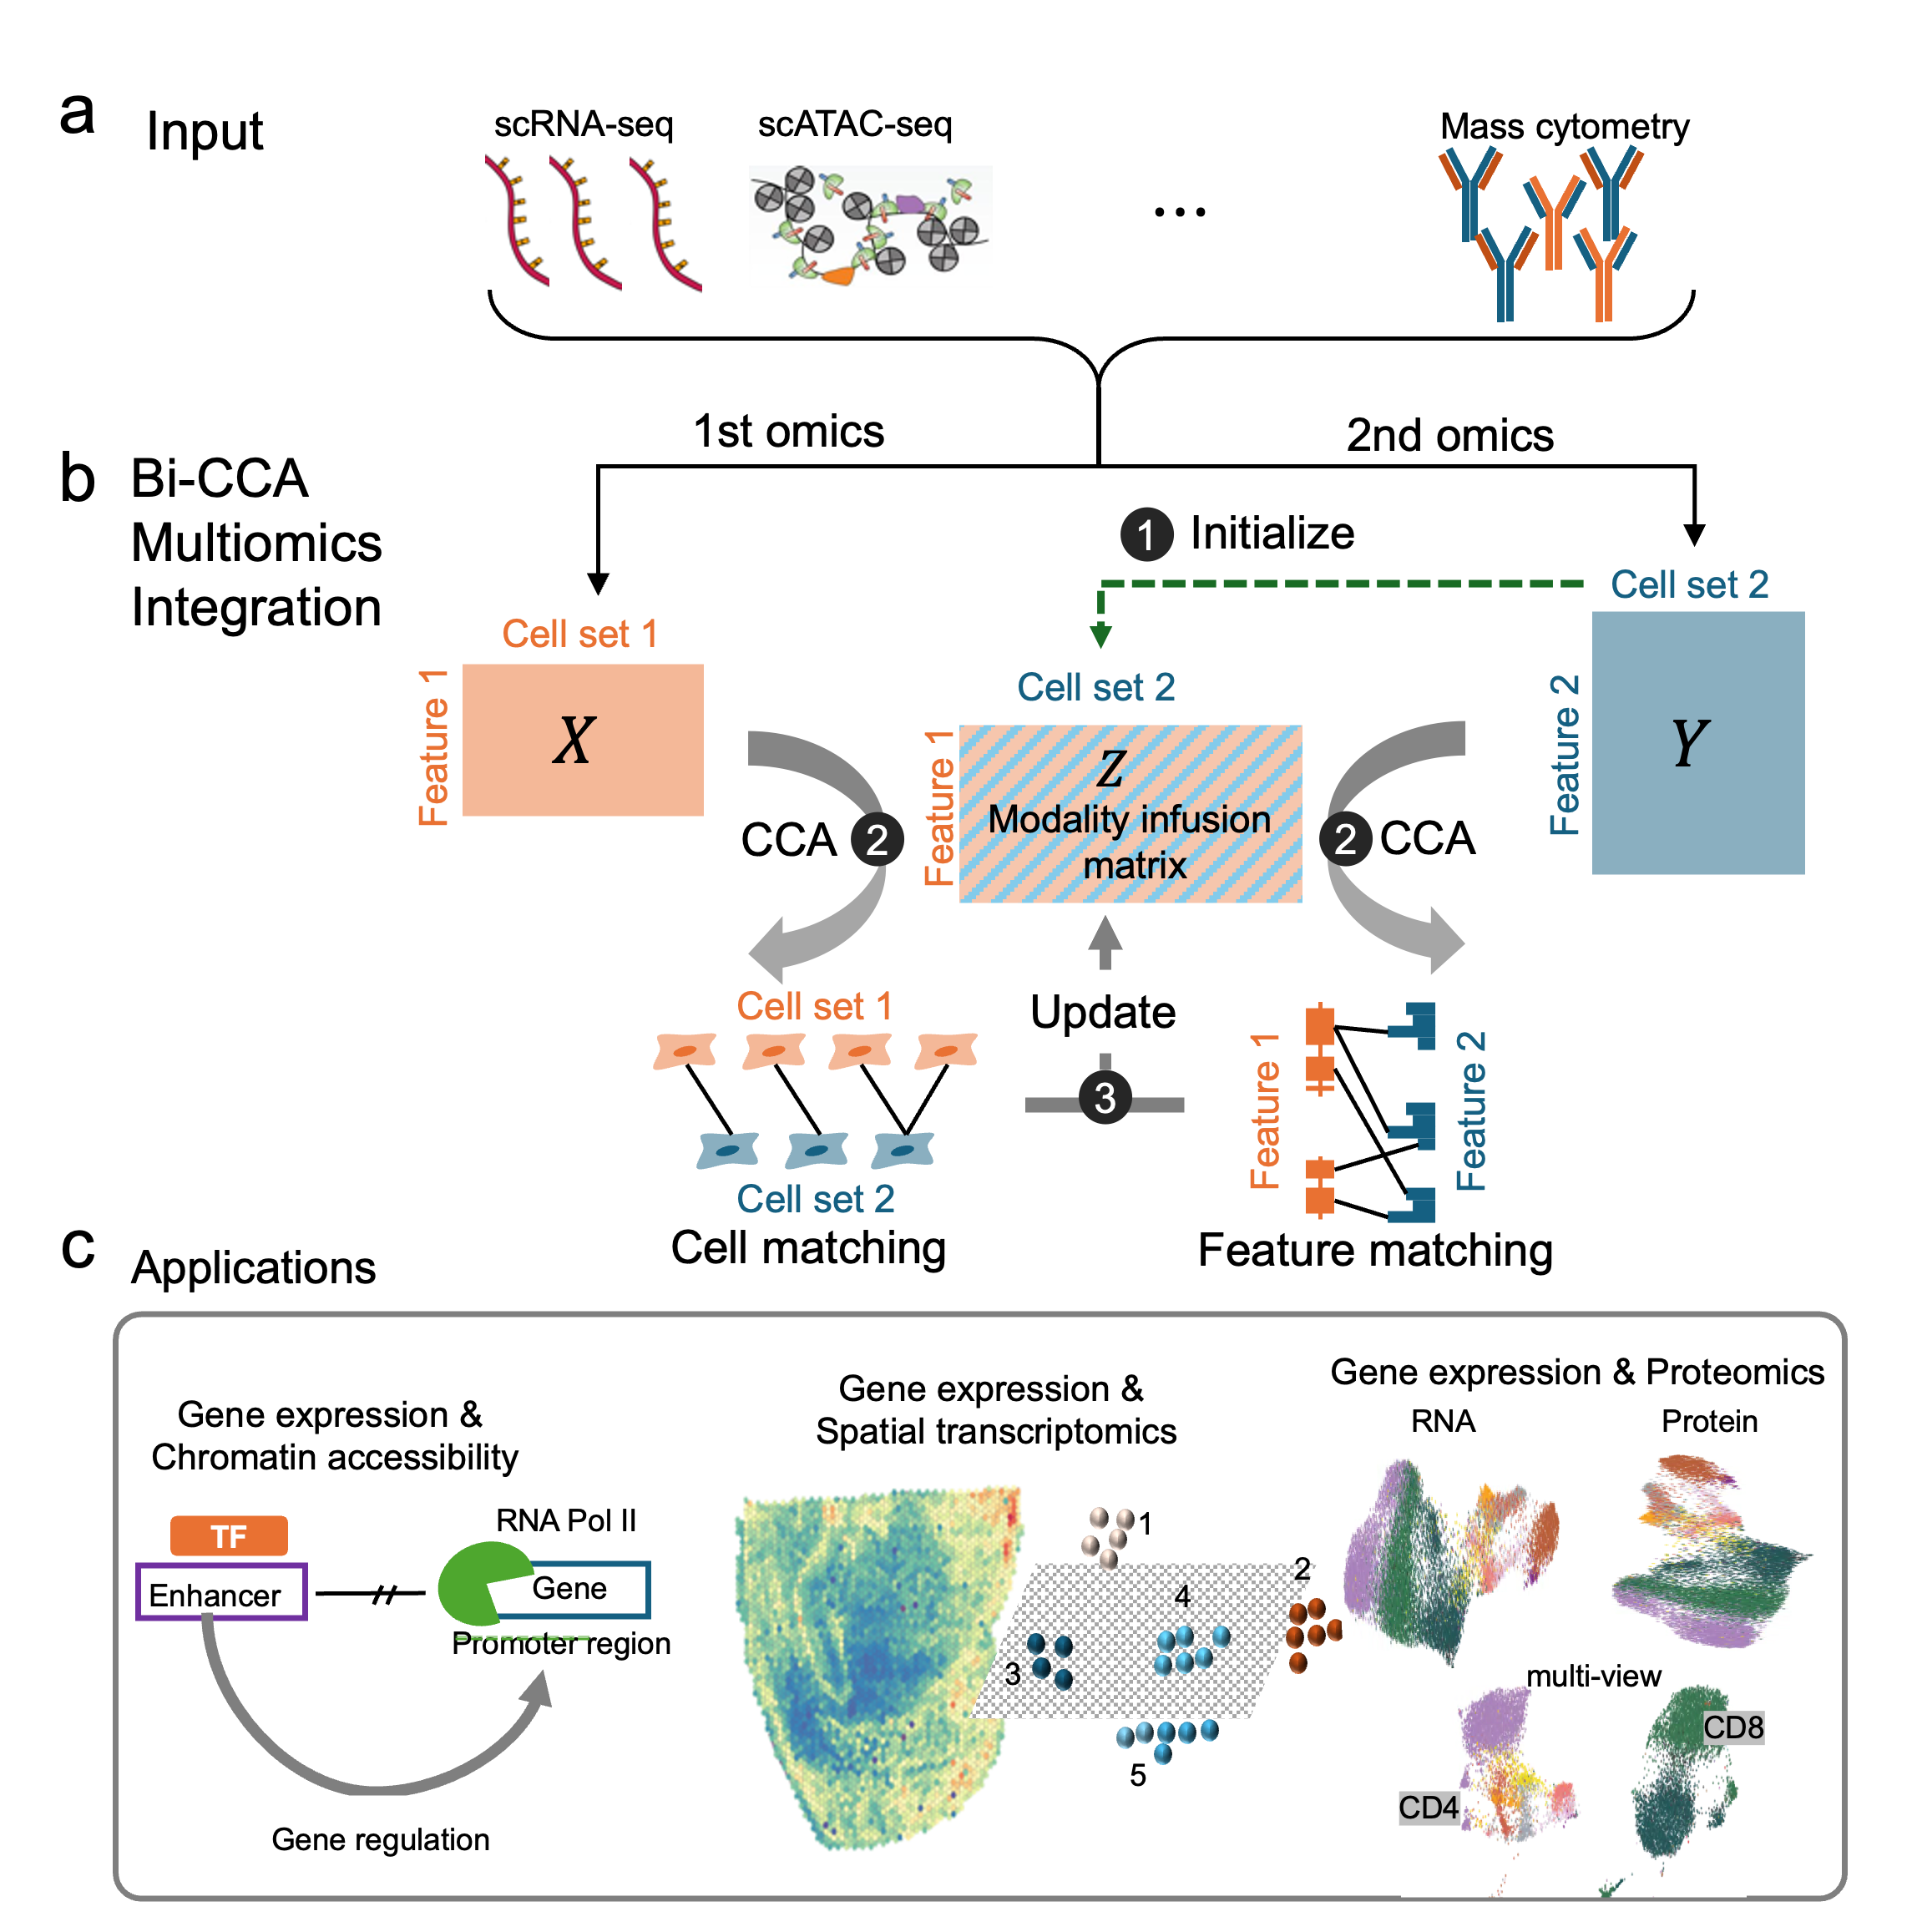 a
Input
scRNA-seq
scATAC-seq
...
Mass cytometry
1st omics
2nd omics
b
Bi-CCA
Multiomics
Integration
1 Initialize
Cell set 1
Feature 1
X
Cell set 2
Feature 1
Z
Modality infusion
matrix
Cell set 2
Feature 2
Y
CCA 2
2 CCA
Update
3
Cell set 1
Cell set 2
Cell matching
Feature 1
Feature 2
Feature matching
c
Applications
Gene expression &
Chromatin accessibility
TF
Enhancer
RNA Pol II
Gene
Promoter region
Gene regulation
Gene expression &
Spatial transcriptomics
1
2
3
4
5
Gene expression & Proteomics
RNA
Protein
multi-view
CD4
CD8